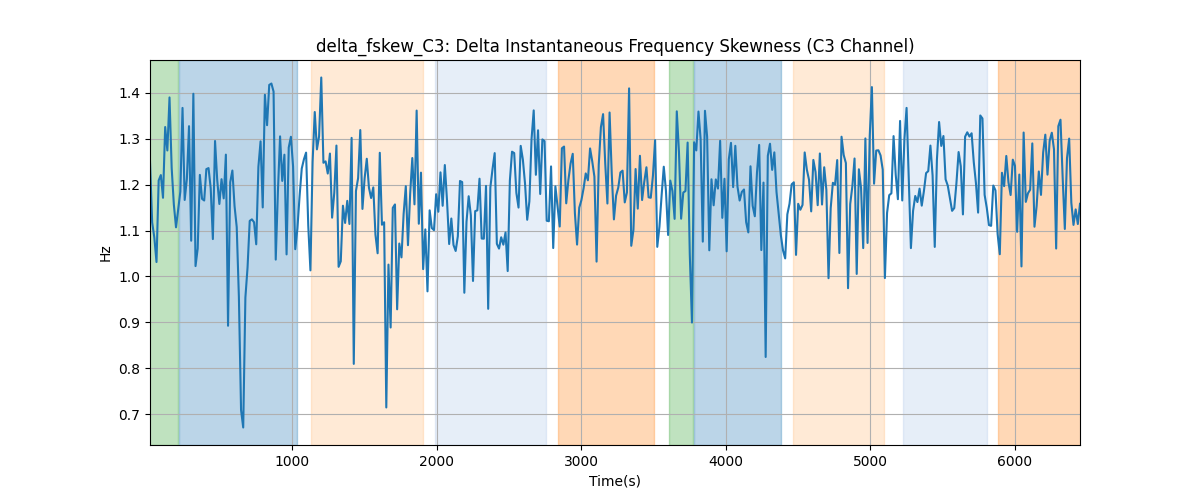 delta_fskew_C3: Delta Instantaneous Frequency Skewness (C3 Channel)
1.4
1.3
1.2
1.1
1.0
0.9
0.8
0.7
Hz
1000 2000 3000 4000 5000 6000
Time(s)